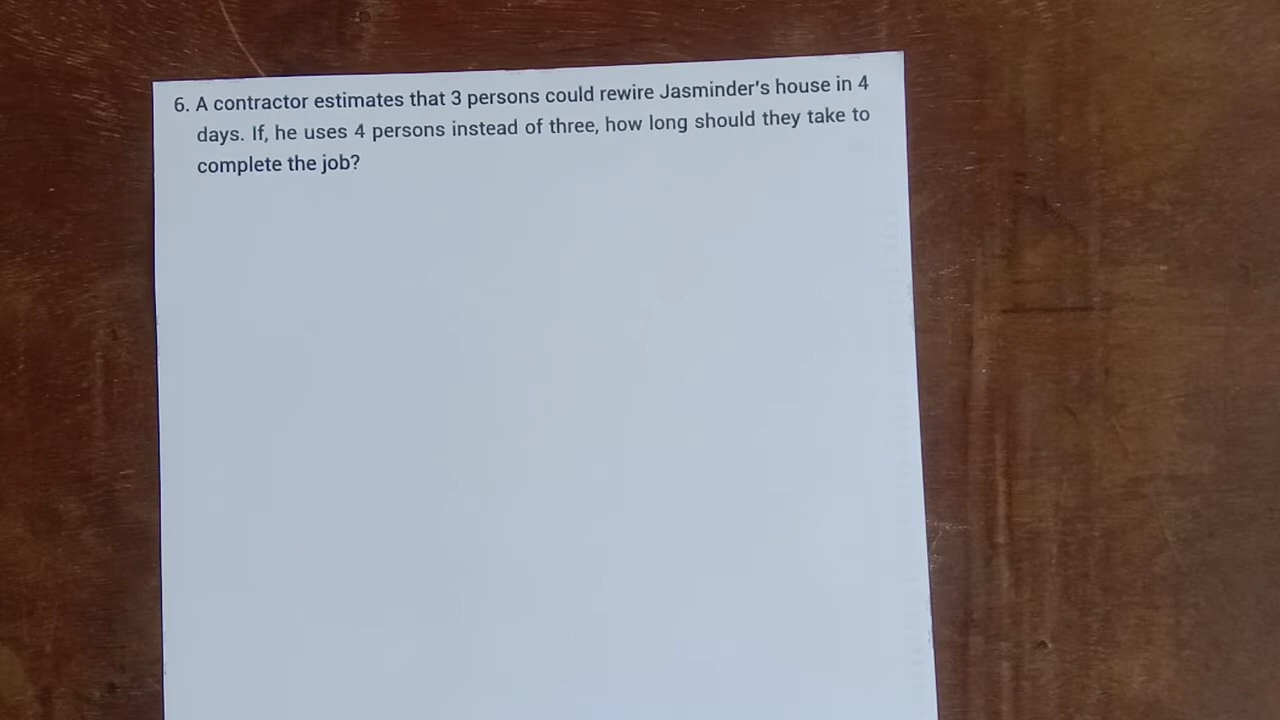 6. A contractor estimates that 3 persons could rewire Jasminder's house in 4
days. If, he uses 4 persons instead of three, how long should they take to
complete the job?